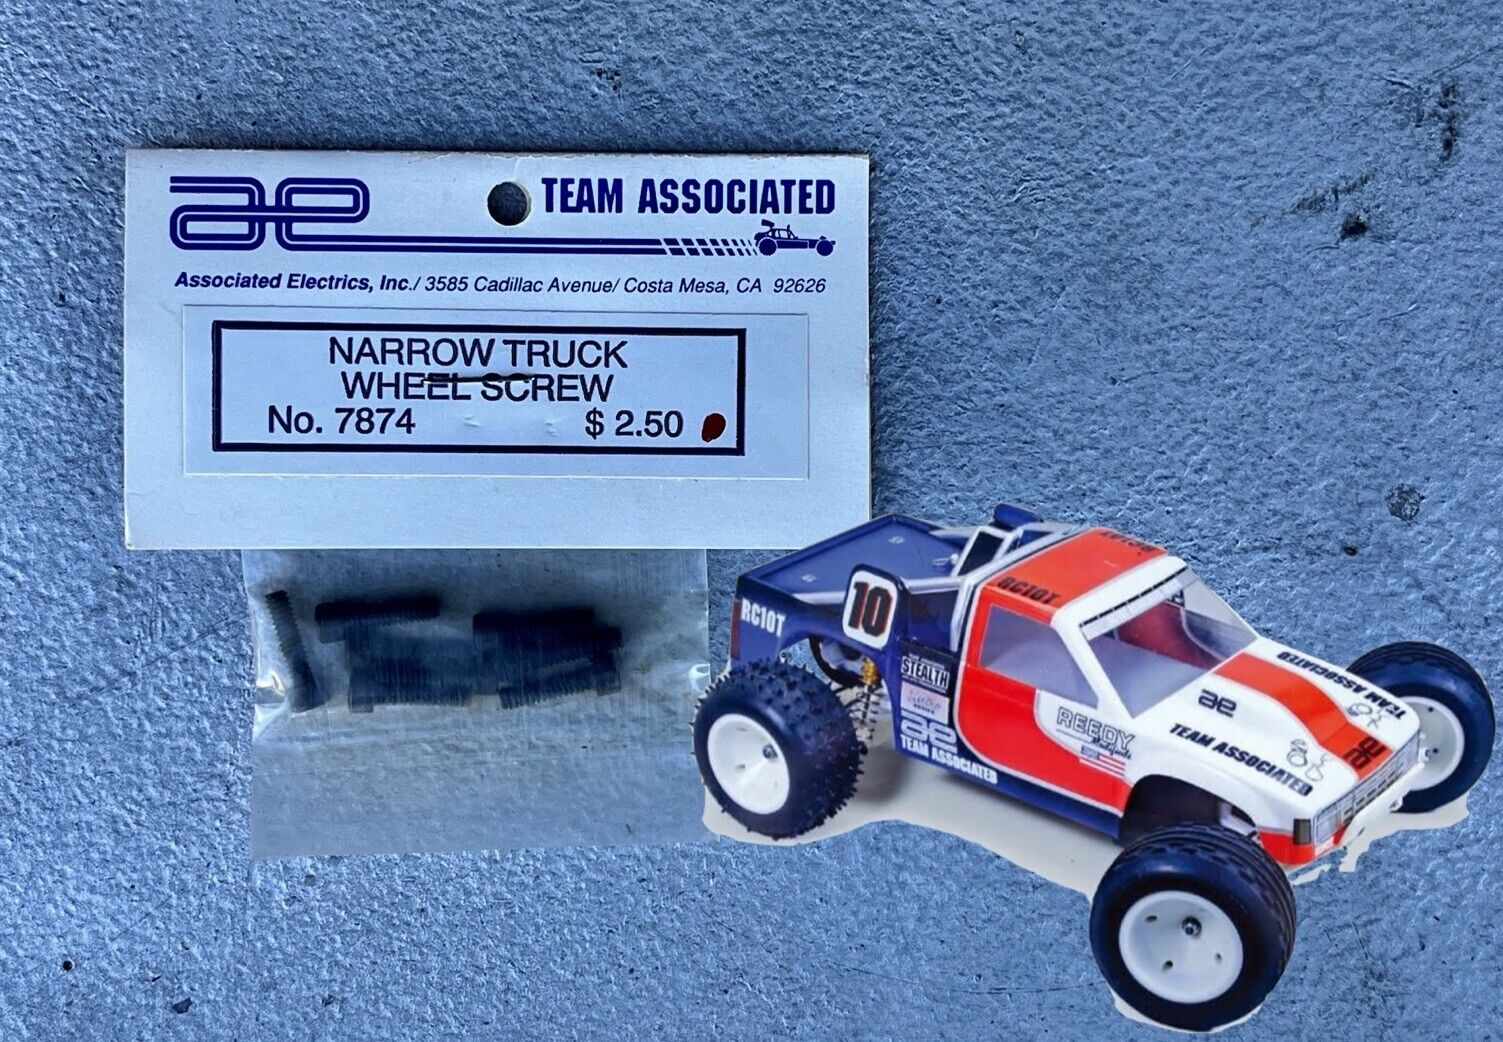 ae TEAM ASSOCIATED
Associated Electrics, Inc./ 3585 Cadillac Avenue/ Costa Mesa, CA 92626
NARROW TRUCK
WHEEL SCREW
No. 7874 $ 2.50
RC10T
RC10T
RC10T
10
STEALTH
ae
TEAM ASSOCIATED
REEDY
ae
TEAM ASSOCIATED
TEAM ASSOCIATED
ae